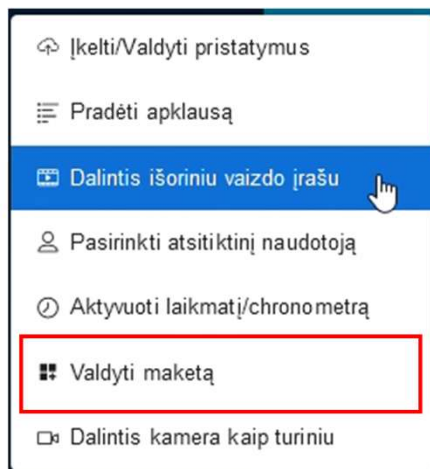 Įkelti/Valdyti pristatymus
Pradėti apklausą
Dalintis išoriniu vaizdo įrašu
Pasirinkti atsitiktinį naudotoją
Aktyvuoti laikmatį/chronometrą
Valdyti maketą
Dalintis kamera kaip turiniu